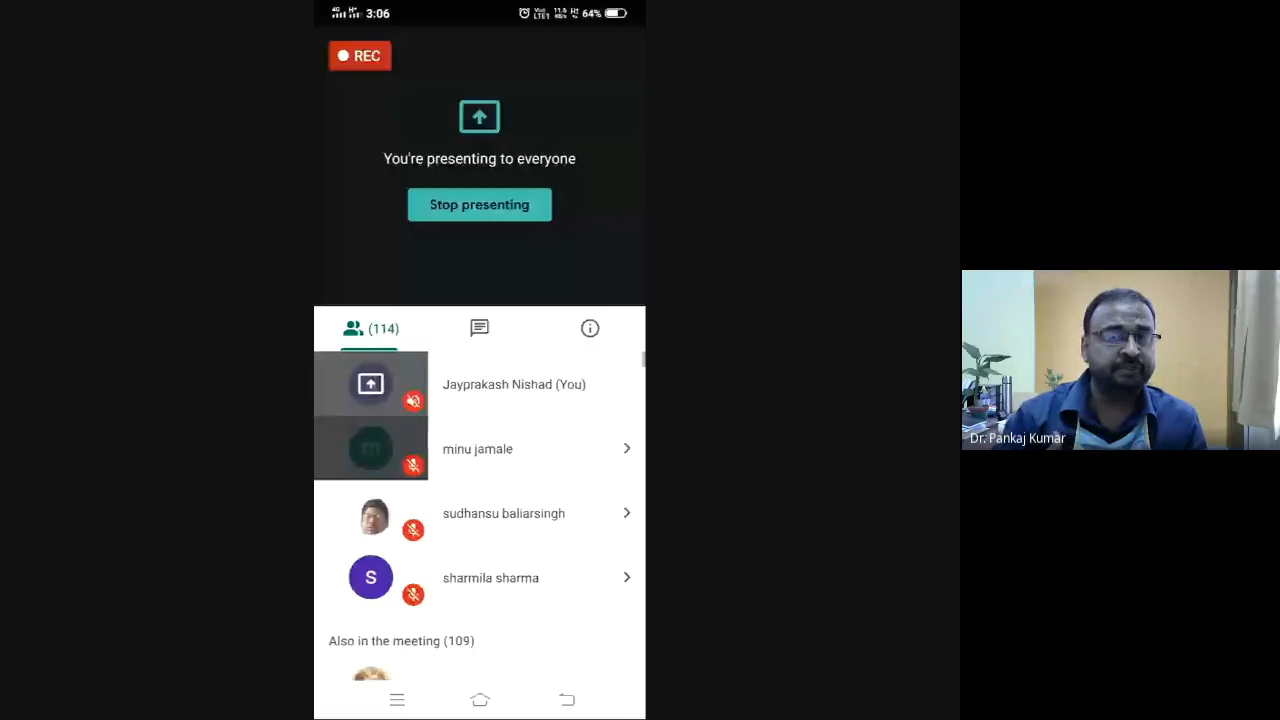 3:06
64%
REC
You're presenting to everyone
Stop presenting
(114)
Jayprakash Nishad (You)
minu jamale
sudhansu baliarsingh
S
sharmila sharma
Also in the meeting (109)
Dr. Pankaj Kumar